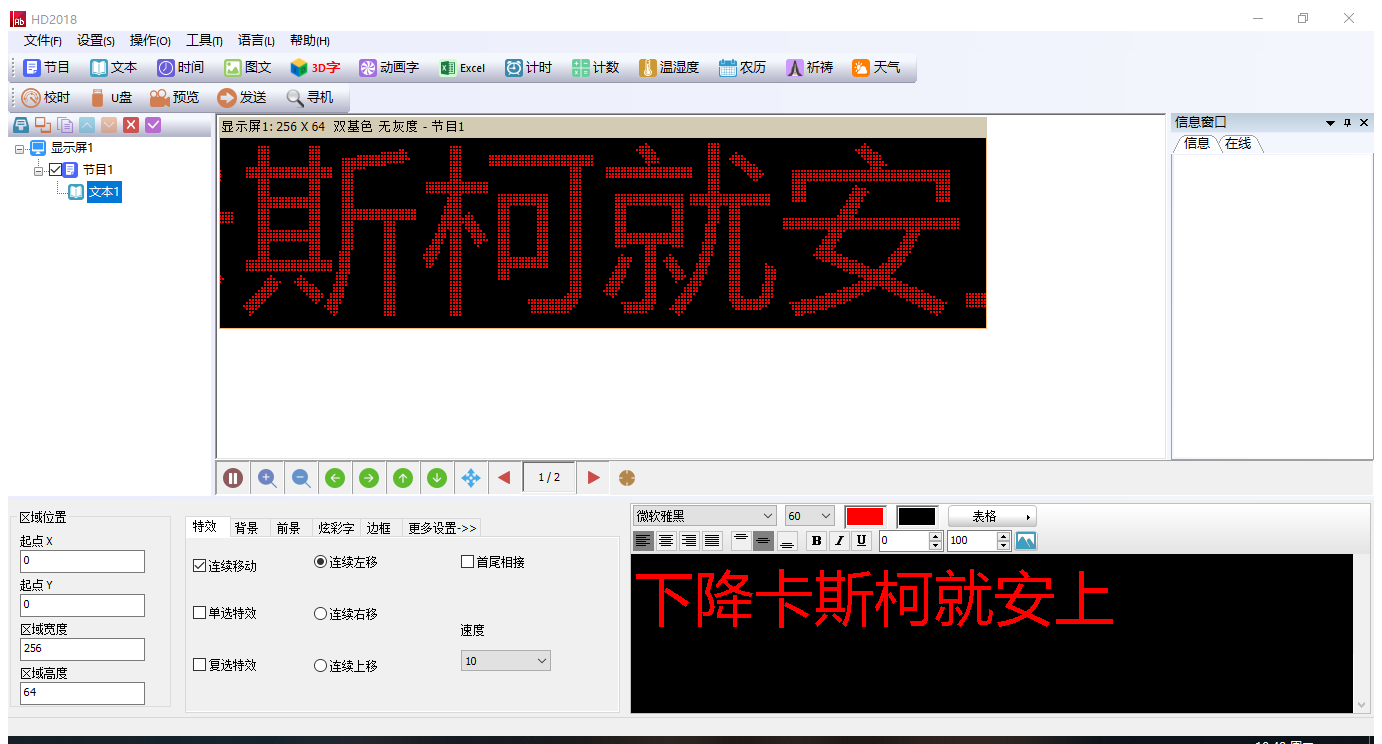 HD2018
文件(F) 设置(S) 操作(O) 工具(T) 语言(L) 帮助(H)
节目 文本 时间 图文 3D字 动画字 Excel 计时 计数 温湿度 农历 祈祷 天气
校时 U盘 预览 发送 寻机
显示屏1
节目1
文本1
显示屏1: 256 X 64 双基色 无灰度 - 节目1
斯柯就安
信息窗口
信息 在线
1 / 2
区域位置
起点 X
0
起点 Y
0
区域宽度
256
区域高度
64
特效 背景 前景 炫彩字 边框 更多设置->>
连续移动 连续左移 首尾相接
单选特效 连续右移
速度
复选特效 连续上移 10
微软雅黑 60 表格
B I U 0 100
下降卡斯柯就安上